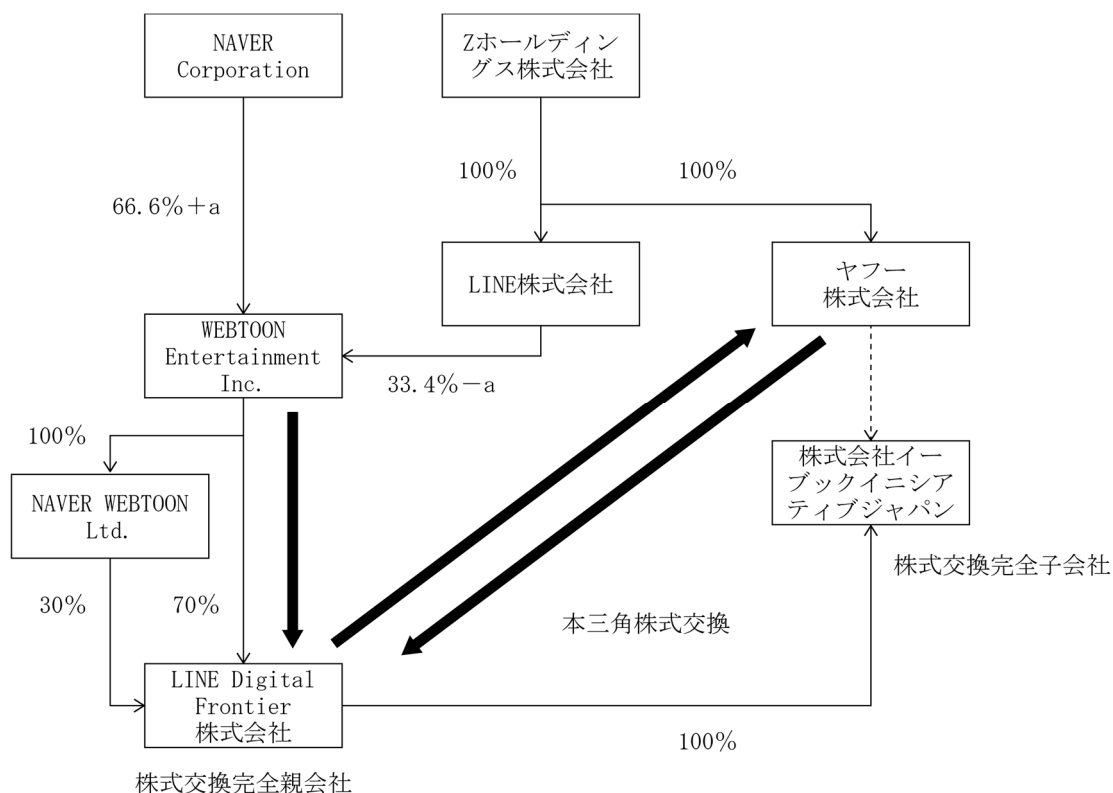 NAVER
Corporation
Zホールディン
グス株式会社
100%
100%
66.6%+a
LINE株式会社
ヤフー
株式会社
WEBTOON
Entertainment
Inc.
33.4%-a
100%
NAVER WEBTOON
Ltd.
株式会社イー
ブックイニシア
ティブジャパン
株式交換完全子会社
30%
70%
本三角株式交換
LINE Digital
Frontier
株式会社
100%
株式交換完全親会社